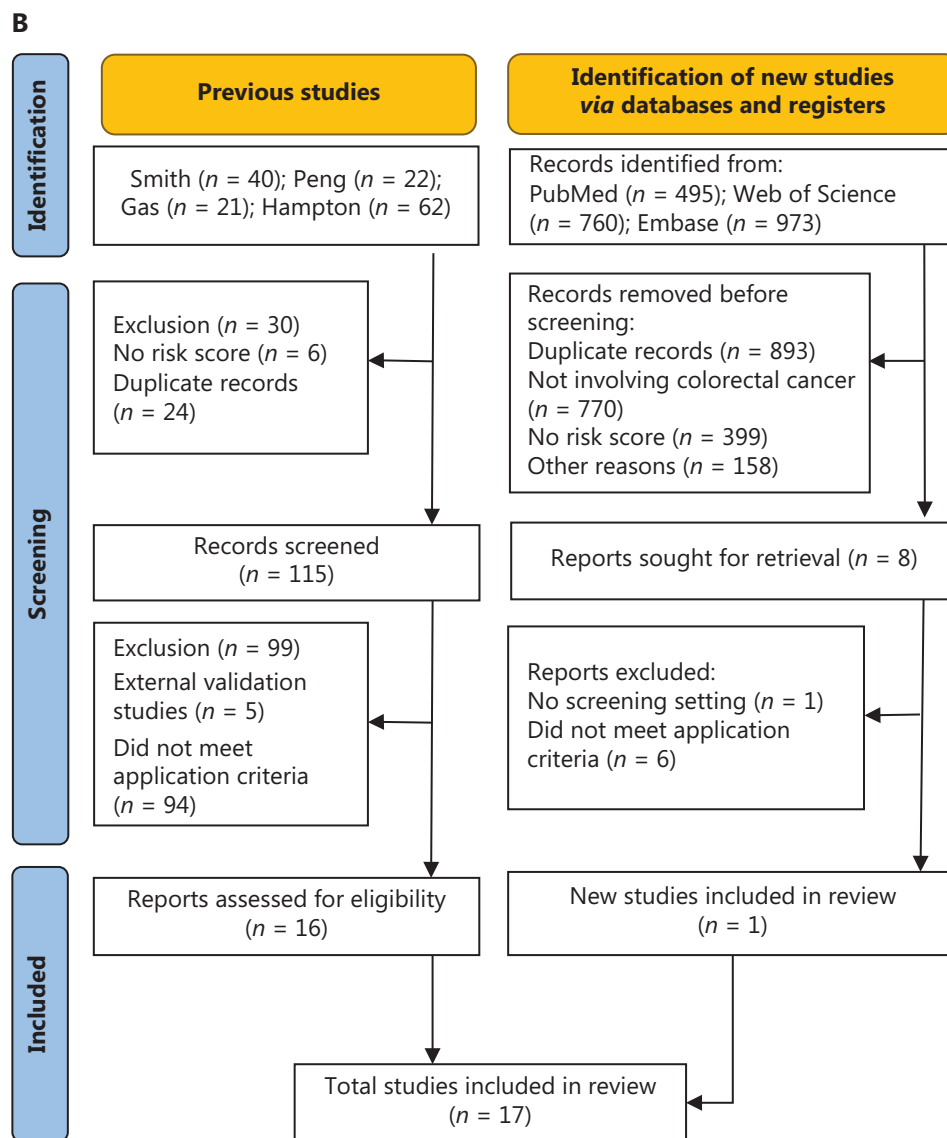 B
Identification
Previous studies
Smith (n = 40); Peng (n = 22);
Gas (n = 21); Hampton (n = 62)
Identification of new studies
via databases and registers
Records identified from:
PubMed (n = 495); Web of Science
(n = 760); Embase (n = 973)
Screening
Exclusion (n = 30)
No risk score (n = 6)
Duplicate records
(n = 24)
Records removed before
screening:
Duplicate records (n = 893)
Not involving colorectal cancer
(n = 770)
No risk score (n = 399)
Other reasons (n = 158)
Records screened
(n = 115)
Reports sought for retrieval (n = 8)
Exclusion (n = 99)
External validation
studies (n = 5)
Did not meet
application criteria
(n = 94)
Reports excluded:
No screening setting (n = 1)
Did not meet application
criteria (n = 6)
Included
Reports assessed for eligibility
(n = 16)
New studies included in review
(n = 1)
Total studies included in review
(n = 17)